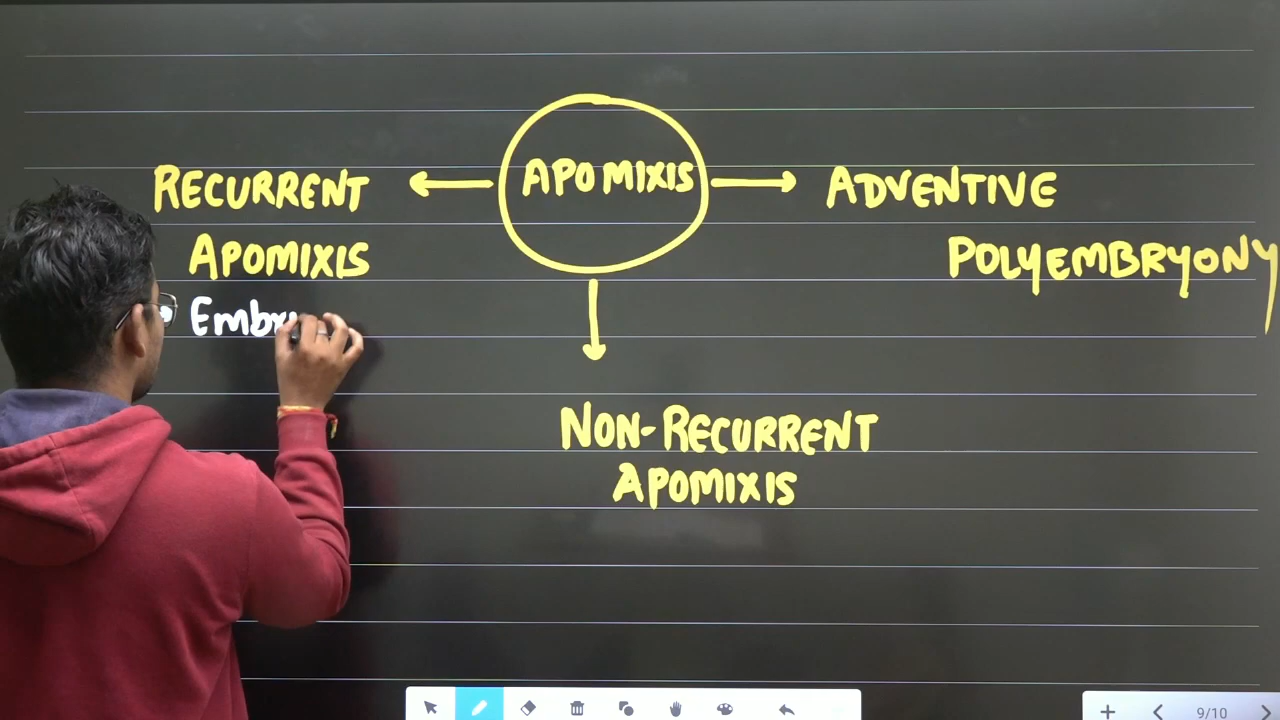 APOMIXIS
RECURRENT
APOMIXIS
ADVENTIVE
POLYEMBRYONY
NON-RECURRENT
APOMIXIS
9/10